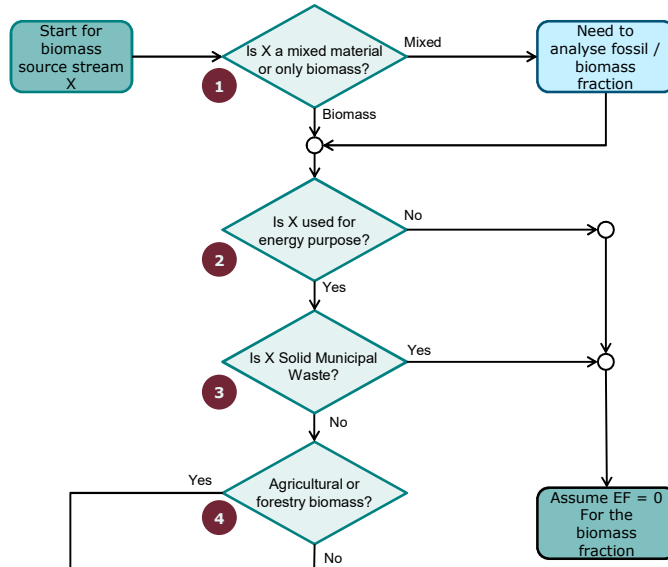 Start for
biomass
source stream
X
Is X a mixed material
or only biomass?
1
Mixed
Need to
analyse fossil /
biomass
fraction
Biomass
Is X used for
energy purpose?
2
No
Yes
Is X Solid Municipal
Waste?
3
Yes
No
Agricultural or
forestry biomass?
4
Yes
No
Assume EF = 0
For the
biomass
fraction